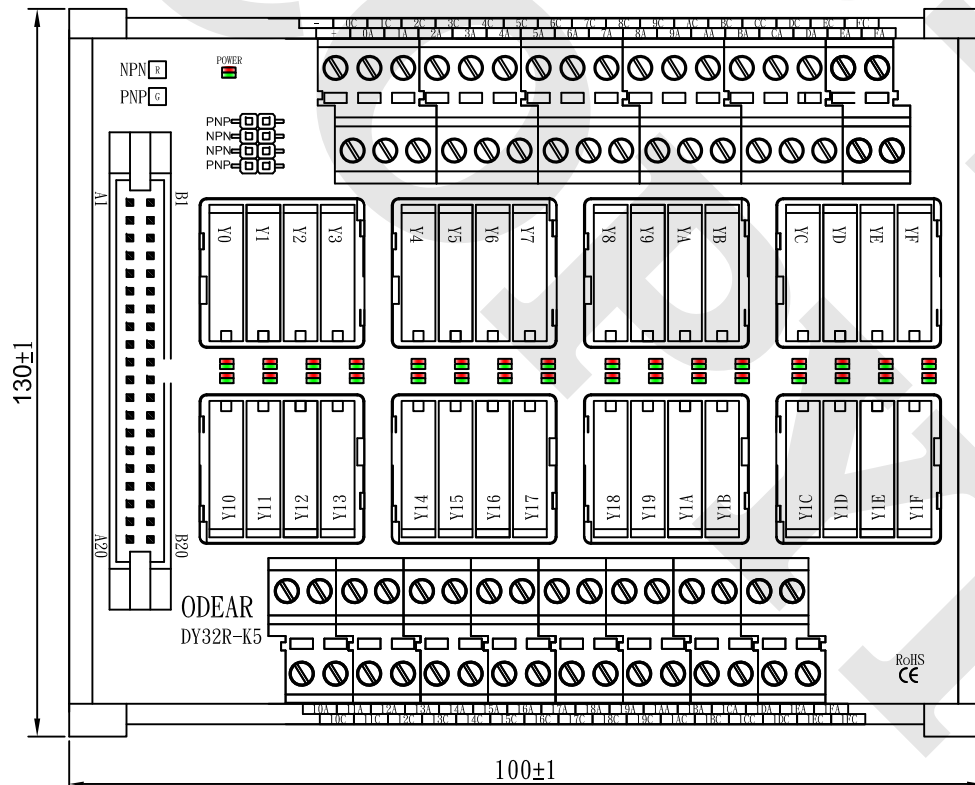 - 0C 1C 2C 3C 4C 5C 6C 7C 8C 9C AC BC CC DC EC FC
- 0A 1A 2A 3A 4A 5A 6A 7A 8A 9A AA BA CA DA EA FA
NPN R
POWER
PNP G
PNP
NPN
NPN
PNP
A1 B1
Y0 Y1 Y2 Y3 Y4 Y5 Y6 Y7 Y8 Y9 YA YB YC YD YE YF
130±1
Y10 Y11 Y12 Y13 Y14 Y15 Y16 Y17 Y18 Y19 Y1A Y1B Y1C Y1D Y1E Y1F
A20 B20
ODEAR
DY32R-K5
RoHS
CE
10A 11A 12A 13A 14A 15A 16A 17A 18A 19A 1AA 1BA 1CA 1DA 1EA 1FA
10C 11C 12C 13C 14C 15C 16C 17C 18C 19C 1AC 1BC 1CC 1DC 1EC 1FC
100±1